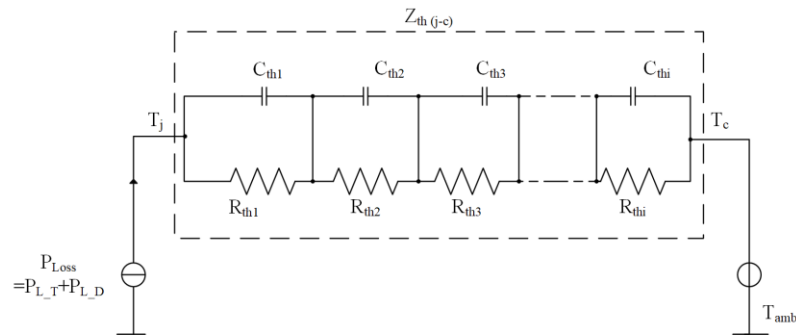 Z_th (j-c)
C_th1 C_th2 C_th3 C_thi
T_j T_c
R_th1 R_th2 R_th3 R_thi
P_Loss
=P_L_T+P_L_D
T_amb